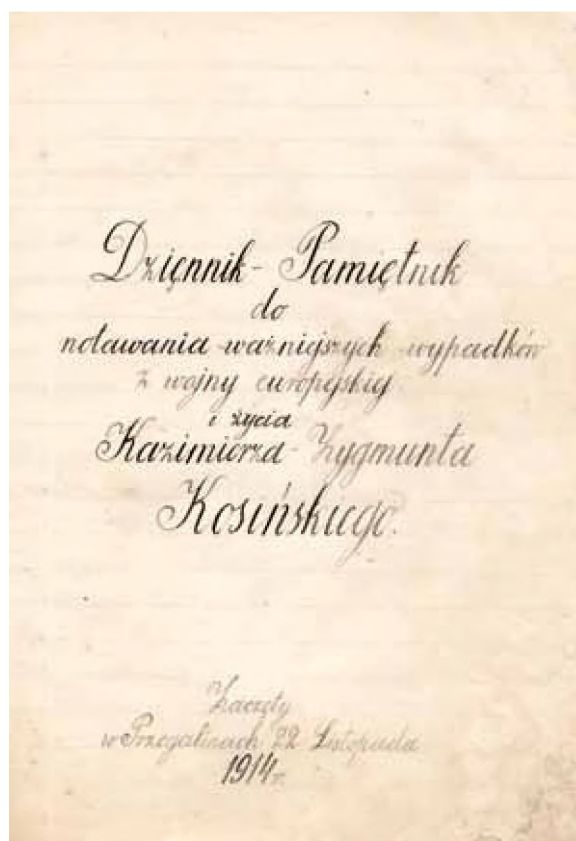 Dziennik - Pamiętnik
do
notowania ważniejszych wypadków
z wojny europejskiej
i życia
Kazimierza - Zygmunta
Kosińskiego.
Zaczęty
w Przegalinach 22 Listopada
1914 r.